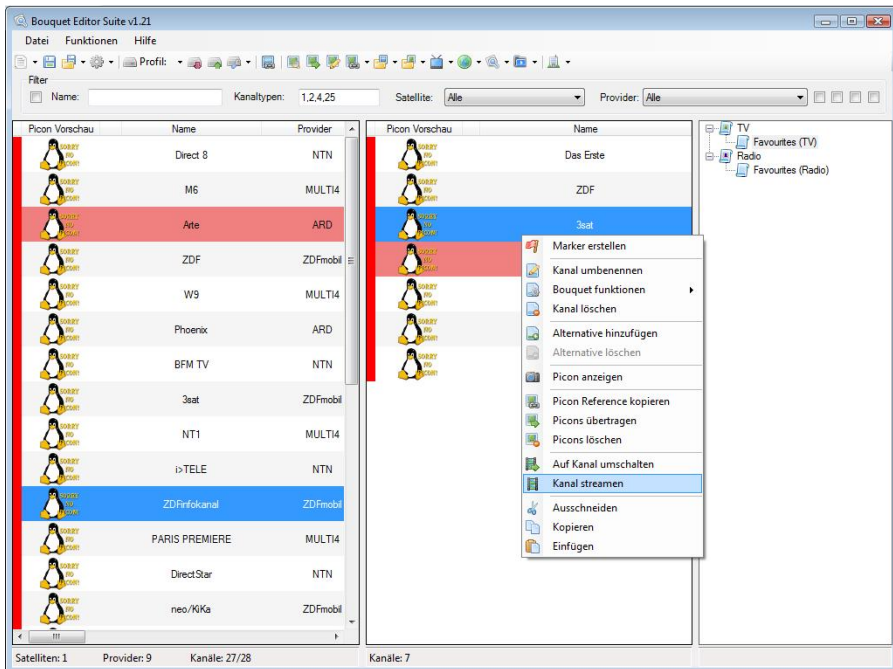 Bouquet Editor Suite v1.21
Datei Funktionen Hilfe
Profil:
Filter
Name: Kanaltypen: 1,2,4,25 Satellite: Alle Provider: Alle
Picon Vorschau Name Provider
Direct 8 NTN
M6 MULTI4
Arte ARD
ZDF ZDFmobil
W9 MULTI4
Phoenix ARD
BFM TV NTN
3sat ZDFmobil
NT1 MULTI4
i>TELE NTN
ZDFinfokanal ZDFmobil
PARIS PREMIERE MULTI4
DirectStar NTN
neo/KiKa ZDFmobil
Picon Vorschau Name
Das Erste
ZDF
3sat
Marker erstellen
Kanal umbenennen
Bouquet funktionen
Kanal löschen
Alternative hinzufügen
Alternative löschen
Picon anzeigen
Picon Reference kopieren
Picons übertragen
Picons löschen
Auf Kanal umschalten
Kanal streamen
Ausschneiden
Kopieren
Einfügen
TV
Favourites (TV)
Radio
Favourites (Radio)
Satelliten: 1 Provider: 9 Kanäle: 27/28 Kanäle: 7